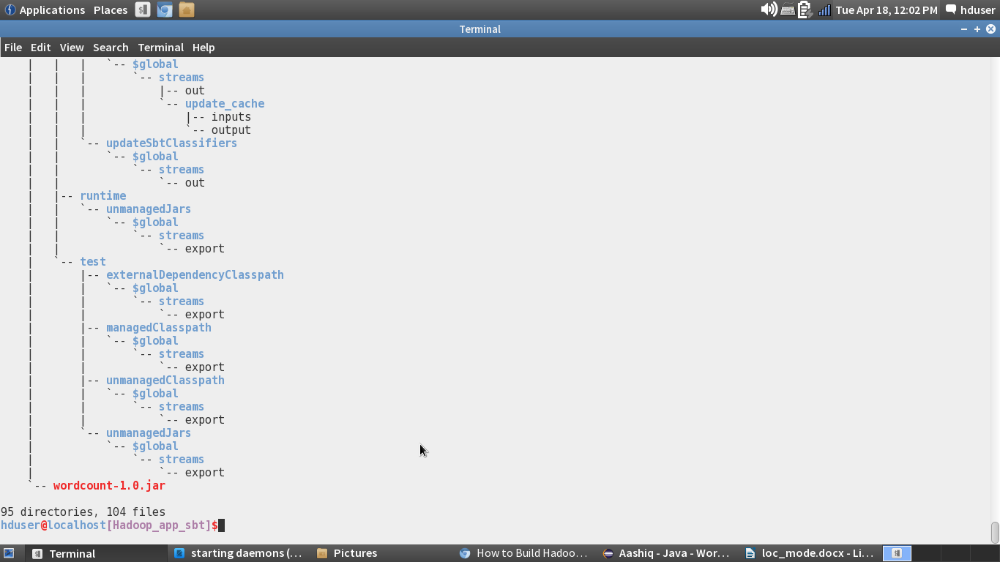 Applications Places Tue Apr 18, 12:02 PM hduser
Terminal
File Edit View Search Terminal Help
|   |   |   `-- $global
|   |   |       `-- streams
|   |   |           |-- out
|   |   |           `-- update_cache
|   |   |               |-- inputs
|   |   |               `-- output
|   |   `-- updateSbtClassifiers
|   |       `-- $global
|   |           `-- streams
|   |               `-- out
|   |-- runtime
|   |   `-- unmanagedJars
|   |       `-- $global
|   |           `-- streams
|   |               `-- export
|   `-- test
|       |-- externalDependencyClasspath
|       |   `-- $global
|       |       `-- streams
|       |           `-- export
|       |-- managedClasspath
|       |   `-- $global
|       |       `-- streams
|       |           `-- export
|       |-- unmanagedClasspath
|       |   `-- $global
|       |       `-- streams
|       |           `-- export
|       `-- unmanagedJars
|           `-- $global
|               `-- streams
|                   `-- export
`-- wordcount-1.0.jar
95 directories, 104 files
hduser@localhost[Hadoop_app_sbt]$
Terminal starting daemons (... Pictures How to Build Hadoo... Aashiq - Java - Wor... loc_mode.docx - Li...